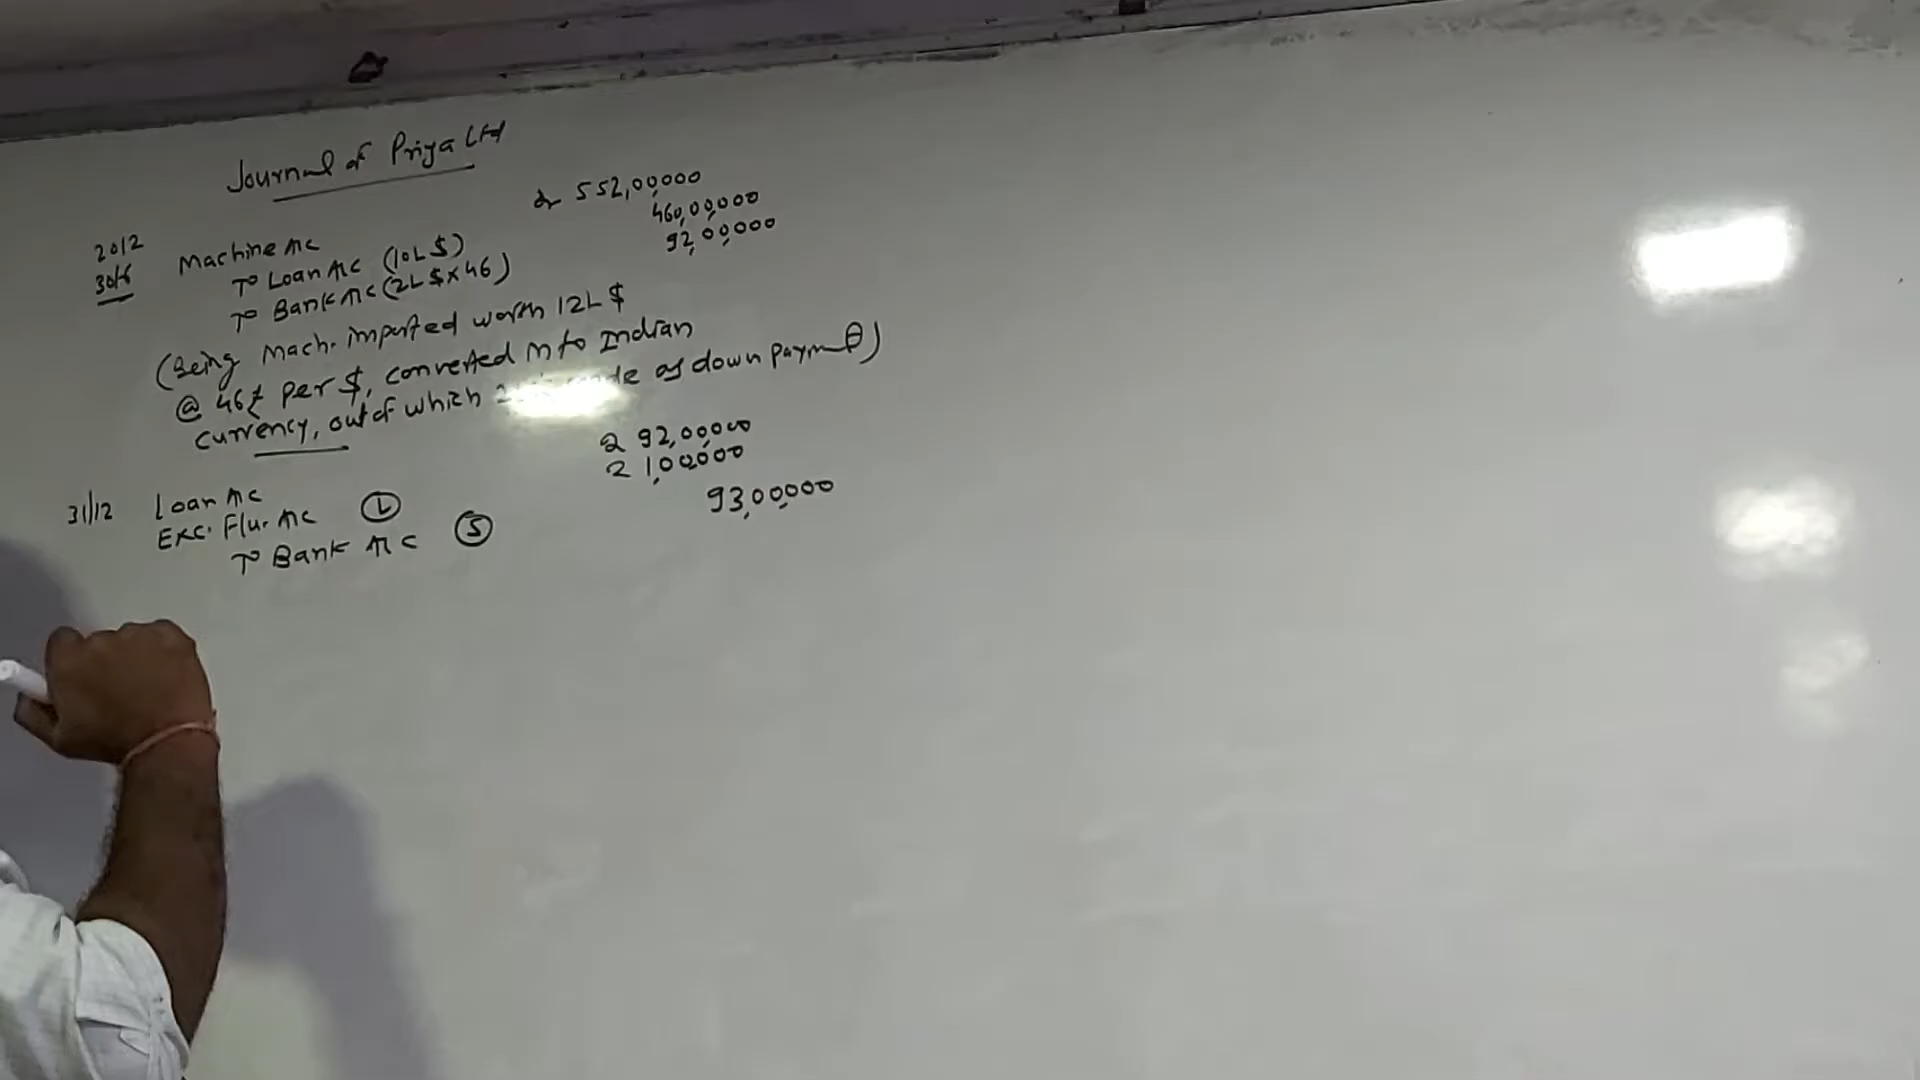 Journal of Priya Ltd
2012
30/6 Machine A/c Dr 552,00,000
To Loan A/c (10L $) 460,00,000
To Bank A/c (2L $ x 46) 92,00,000
(Being Mach. imported worth 12L $
@ 46₹ per $, converted into Indian
currency, out of which as down payment)
31/12 Loan A/c 92,00,000
Exc. Flu. A/c (L) 1,00,000
To Bank A/c (S) 93,00,000